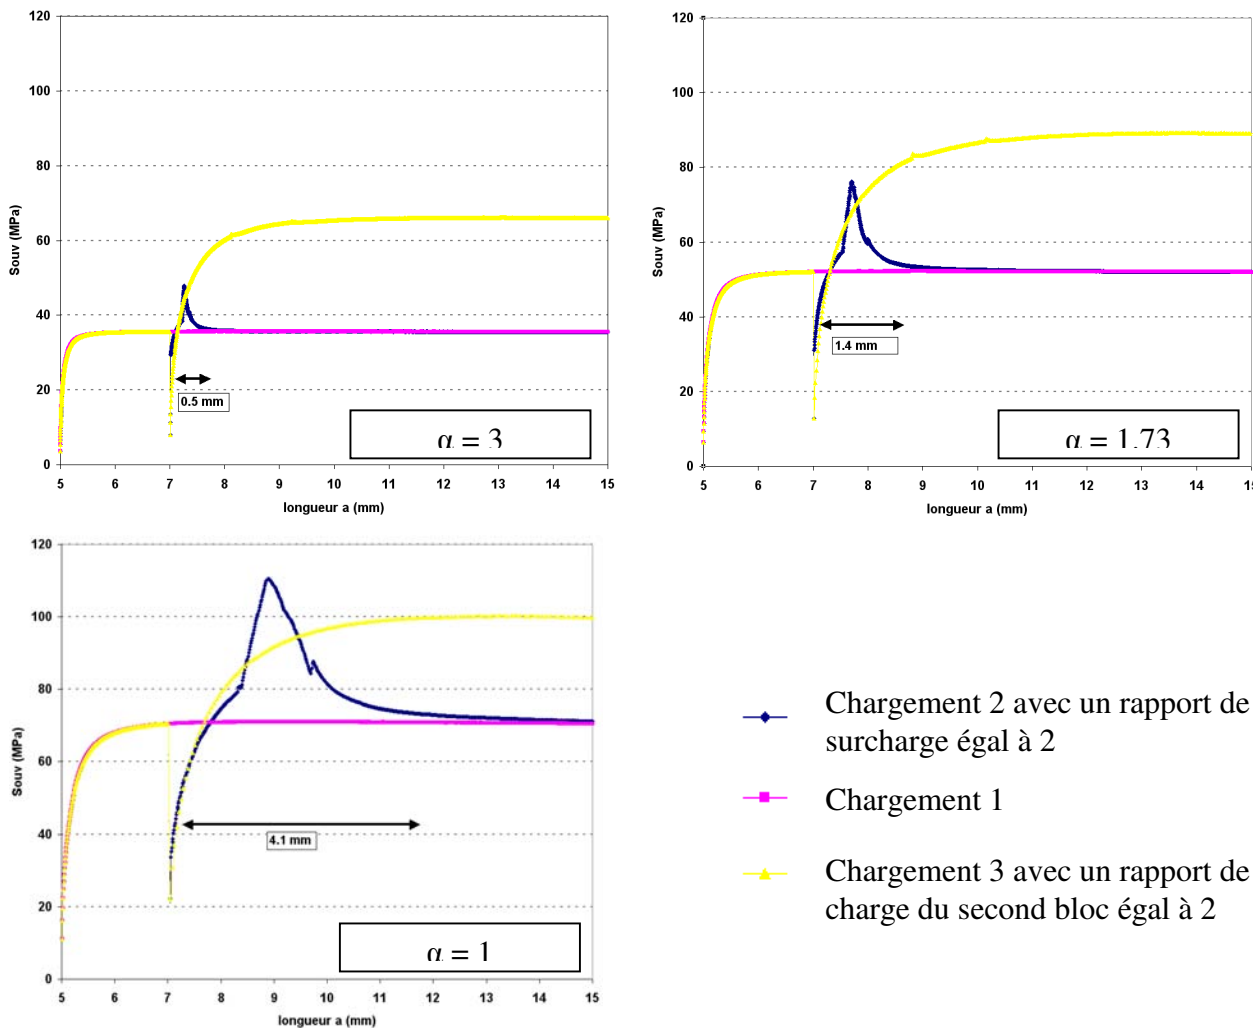 120
100
80
60
40
20
0
Souv (MPa)
0.5 mm
α = 3
5 6 7 8 9 10 11 12 13 14 15
longueur a (mm)
120
100
80
60
40
20
0
Souv (MPa)
1.4 mm
α = 1.73
5 6 7 8 9 10 11 12 13 14 15
longueur a (mm)
120
100
80
60
40
20
0
Souv (MPa)
4.1 mm
α = 1
5 6 7 8 9 10 11 12 13 14 15
longueur a (mm)
Chargement 2 avec un rapport de
surcharge égal à 2
Chargement 1
Chargement 3 avec un rapport de
charge du second bloc égal à 2